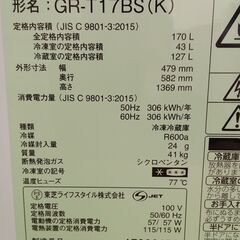 形名: GR-T17BS(K)
定格内容積 (JIS C 9801-3:2015)
全定格内容積 170 L
冷凍室の定格内容積 43 L
冷蔵室の定格内容積 127 L
外形寸法 幅 479 mm
奥行 582 mm
高さ 1369 mm
消費電力量 (JIS C 9801-3:2015)
50Hz 306 kWh/年
60Hz 306 kWh/年
種類 冷凍冷蔵庫
冷媒 R600a
冷媒封入量 24 g
質量 41 kg
断熱発泡ガス シクロペンタン
冷凍室の記号
温度ヒューズ 77 ℃
東芝ライフスタイル株式会社 JET
定格電圧 100 V
定格周波数 50/60 Hz
電動機の定格消費電力 57/ 57 W
電熱装置の定格消費電力 115/115 W